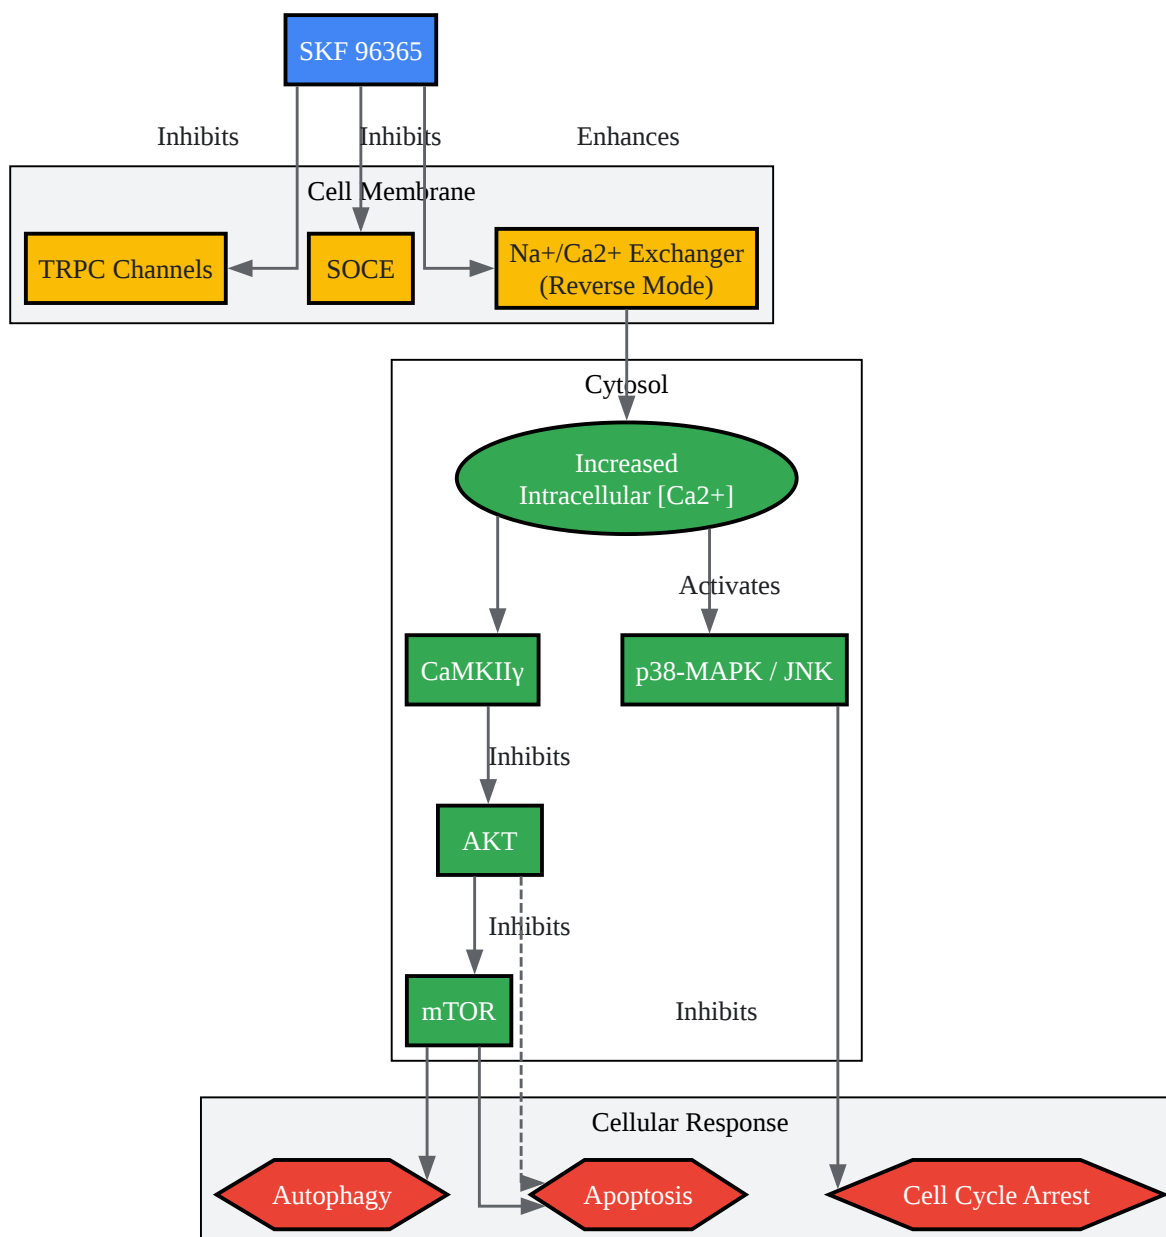 SKF 96365
Inhibits
Inhibits
Enhances
Cell Membrane
TRPC Channels
SOCE
Na+/Ca2+ Exchanger
(Reverse Mode)
Cytosol
Increased
Intracellular [Ca2+]
Activates
CaMKIIγ
p38-MAPK / JNK
Inhibits
AKT
Inhibits
mTOR
Inhibits
Cellular Response
Autophagy
Apoptosis
Cell Cycle Arrest